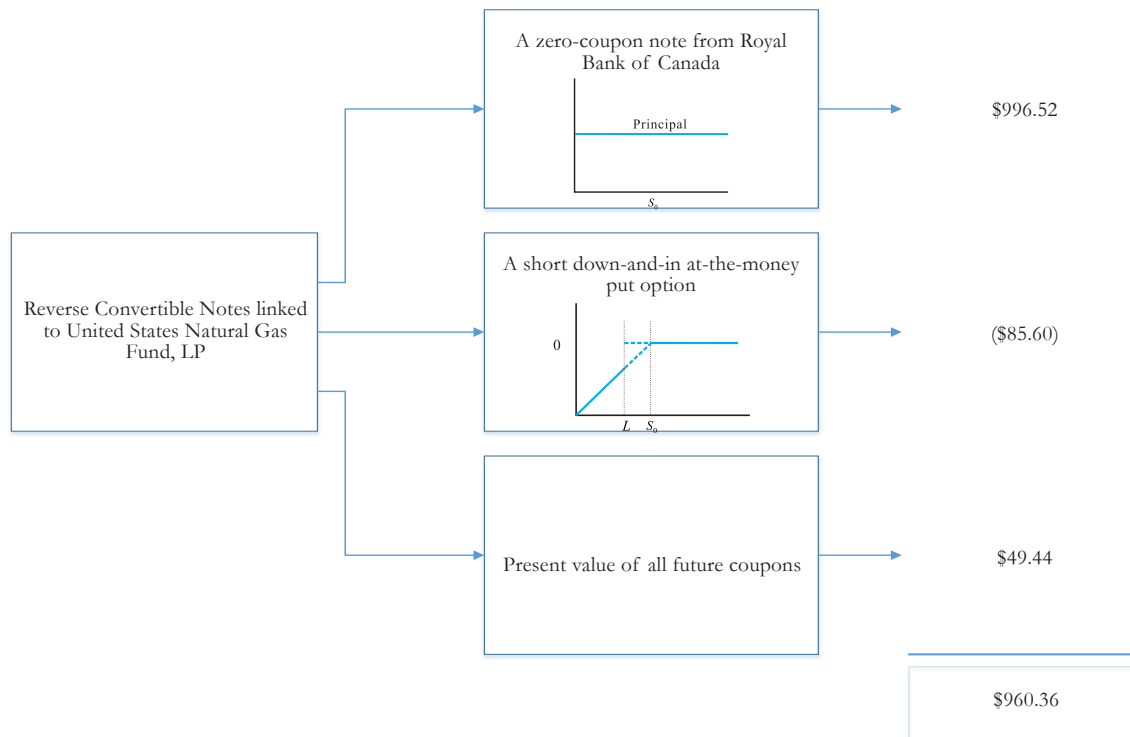 A zero-coupon note from Royal
Bank of Canada
Principal
S₀
$996.52
Reverse Convertible Notes linked
to United States Natural Gas
Fund, LP
A short down-and-in at-the-money
put option
0
L S₀
($85.60)
Present value of all future coupons
$49.44
$960.36